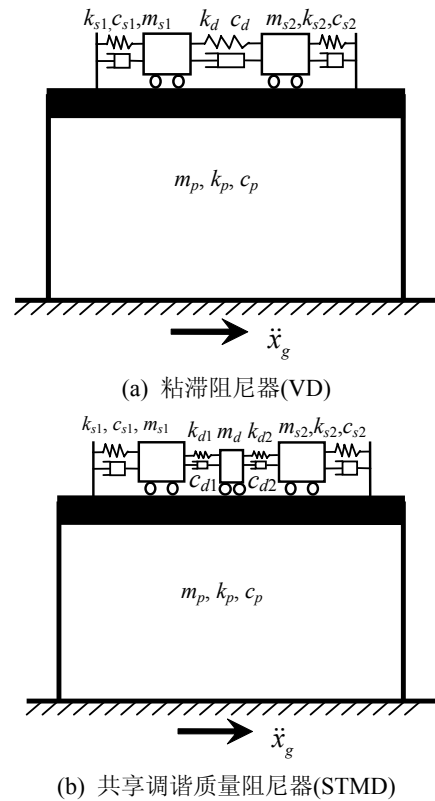 k_{s1,}c_{s1},m_{s1} k_d c_d m_{s2},k_{s2},c_{s2}
m_p, k_p, c_p
ẍ_g
(a) 粘滞阻尼器(VD)
k_{s1}, c_{s1}, m_{s1} k_{d1} m_d k_{d2} m_{s2},k_{s2},c_{s2}
c_{d1} c_{d2}
m_p, k_p, c_p
ẍ_g
(b) 共享调谐质量阻尼器(STMD)